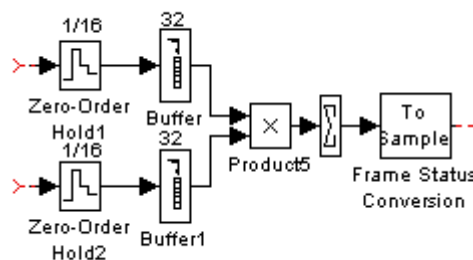 1/16
32
Zero-Order
Hold1
Buffer
1/16
32
Product5
To
Sample
Frame Status
Conversion
Zero-Order
Hold2
Buffer1